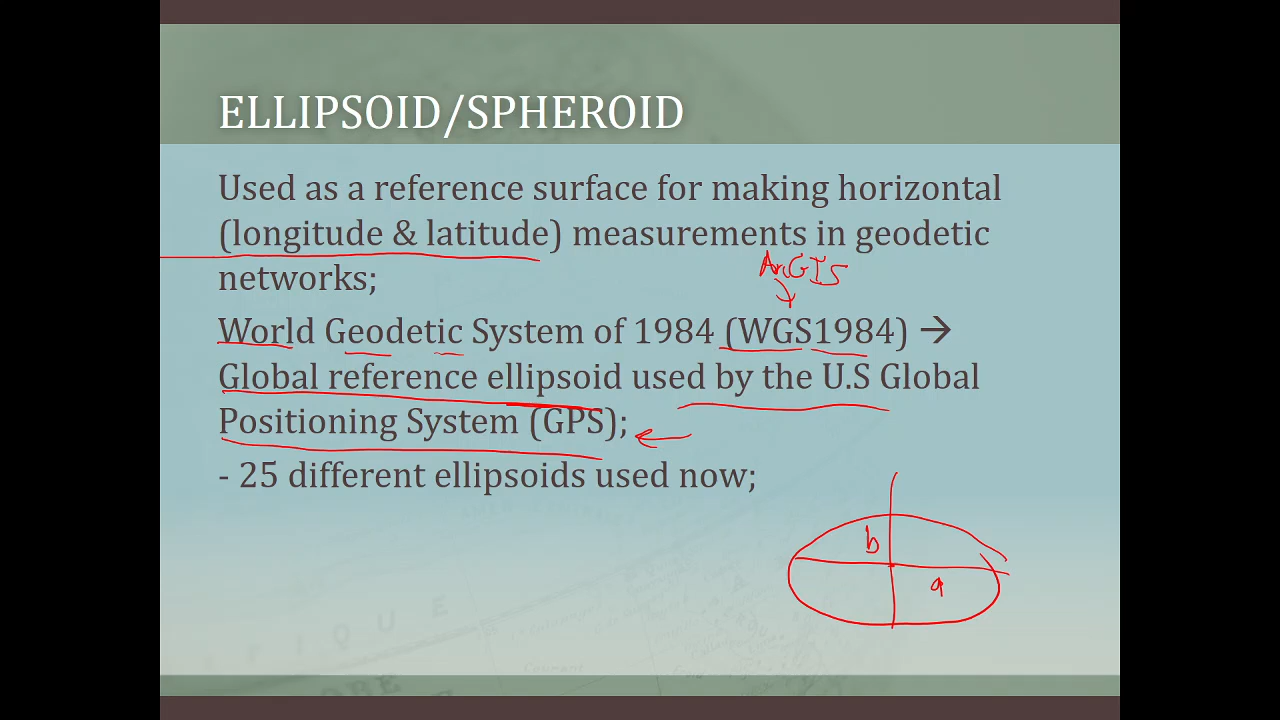 ELLIPSOID/SPHEROID
Used as a reference surface for making horizontal
(longitude & latitude) measurements in geodetic
networks;
ArcGIS
World Geodetic System of 1984 (WGS1984) →
Global reference ellipsoid used by the U.S Global
Positioning System (GPS);
- 25 different ellipsoids used now;
b
a
I P I Q U E